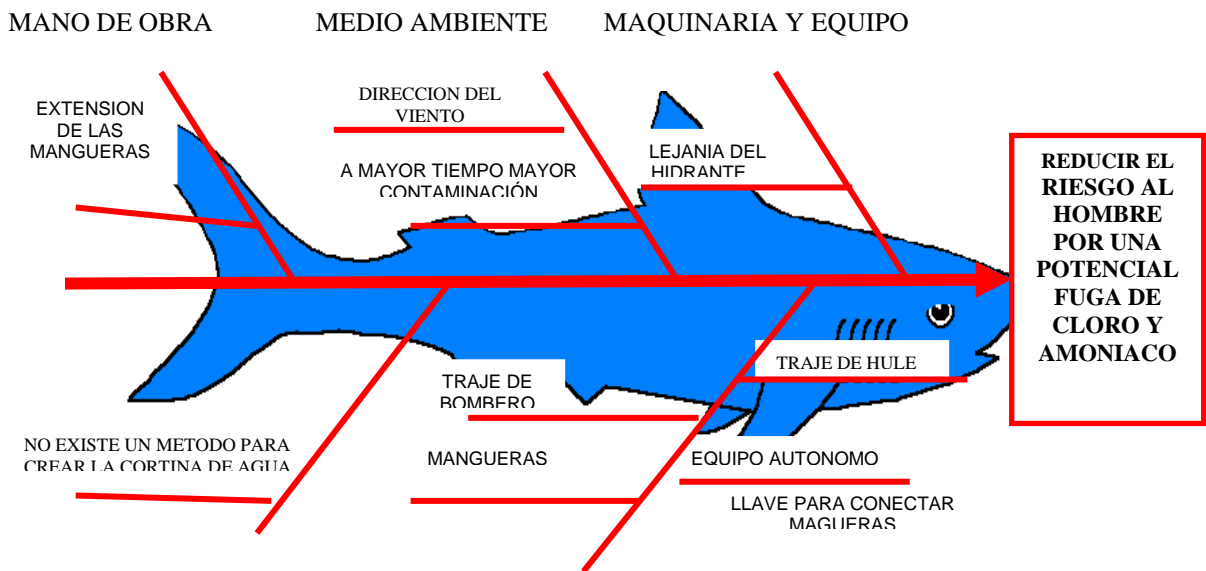 MANO DE OBRA
MEDIO AMBIENTE
MAQUINARIA Y EQUIPO
EXTENSION
DE LAS
MANGUERAS
DIRECCION DEL
VIENTO
A MAYOR TIEMPO MAYOR
CONTAMINACIÓN
LEJANIA DEL
HIDRANTE
REDUCIR EL
RIESGO AL
HOMBRE
POR UNA
POTENCIAL
FUGA DE
CLORO Y
AMONIACO
NO EXISTE UN METODO PARA
CREAR LA CORTINA DE AGUA
TRAJE DE
BOMBERO
TRAJE DE HULE
MANGUERAS
EQUIPO AUTONOMO
LLAVE PARA CONECTAR
MAGUERAS